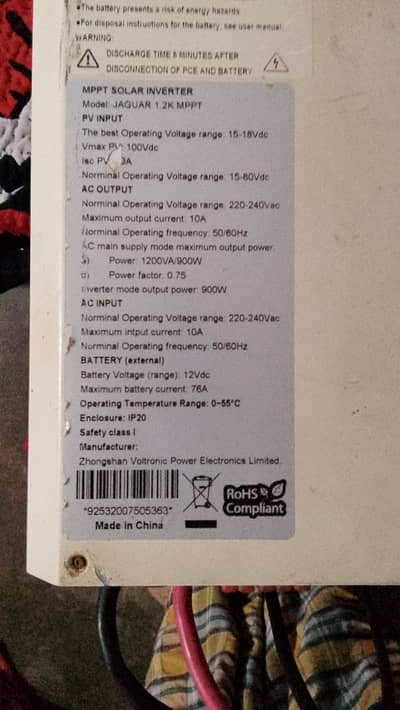 •The battery presents a risk of energy hazards
•For disposal instructions for the battery, see user manual
WARNING:
DISCHARGE TIME 5 MINUTES AFTER
DISCONNECTION OF PCE AND BATTERY
MPPT SOLAR INVERTER
Model: JAGUAR 1.2K MPPT
PV INPUT
The best Operating Voltage range: 15-18Vdc
Vmax PV: 100Vdc
Isc PV: 0A
Norminal Operating Voltage range: 15-80Vdc
AC OUTPUT
Norminal Operating Voltage range: 220-240Vac
Maximum output current: 10A
Norminal Operating frequency: 50/60Hz
AC main supply mode maximum output power:
Power: 1200VA/900W
Power factor: 0.75
Inverter mode output power: 900W
AC INPUT
Norminal Operating Voltage range: 220-240Vac
Maximum intput current: 10A
Norminal Operating frequency: 50/60Hz
BATTERY (external)
Battery Voltage (range): 12Vdc
Maximum battery current: 76A
Operating Temperature Range: 0~55°C
Enclosure: IP20
Safety class I
Manufacturer:
Zhongshan Voltronic Power Electronics Limited.
*92532007505363*
Made in China
RoHS
Compliant